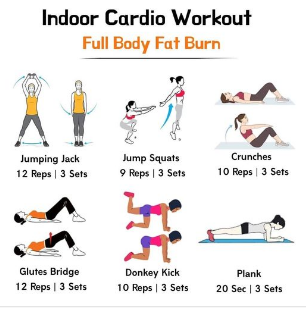 Indoor Cardio Workout
Full Body Fat Burn
Jumping Jack
12 Reps | 3 Sets
Jump Squats
9 Reps | 3 Sets
Crunches
10 Reps | 3 Sets
Glutes Bridge
12 Reps | 3 Sets
Donkey Kick
10 Reps | 3 Sets
Plank
20 Sec | 3 Sets